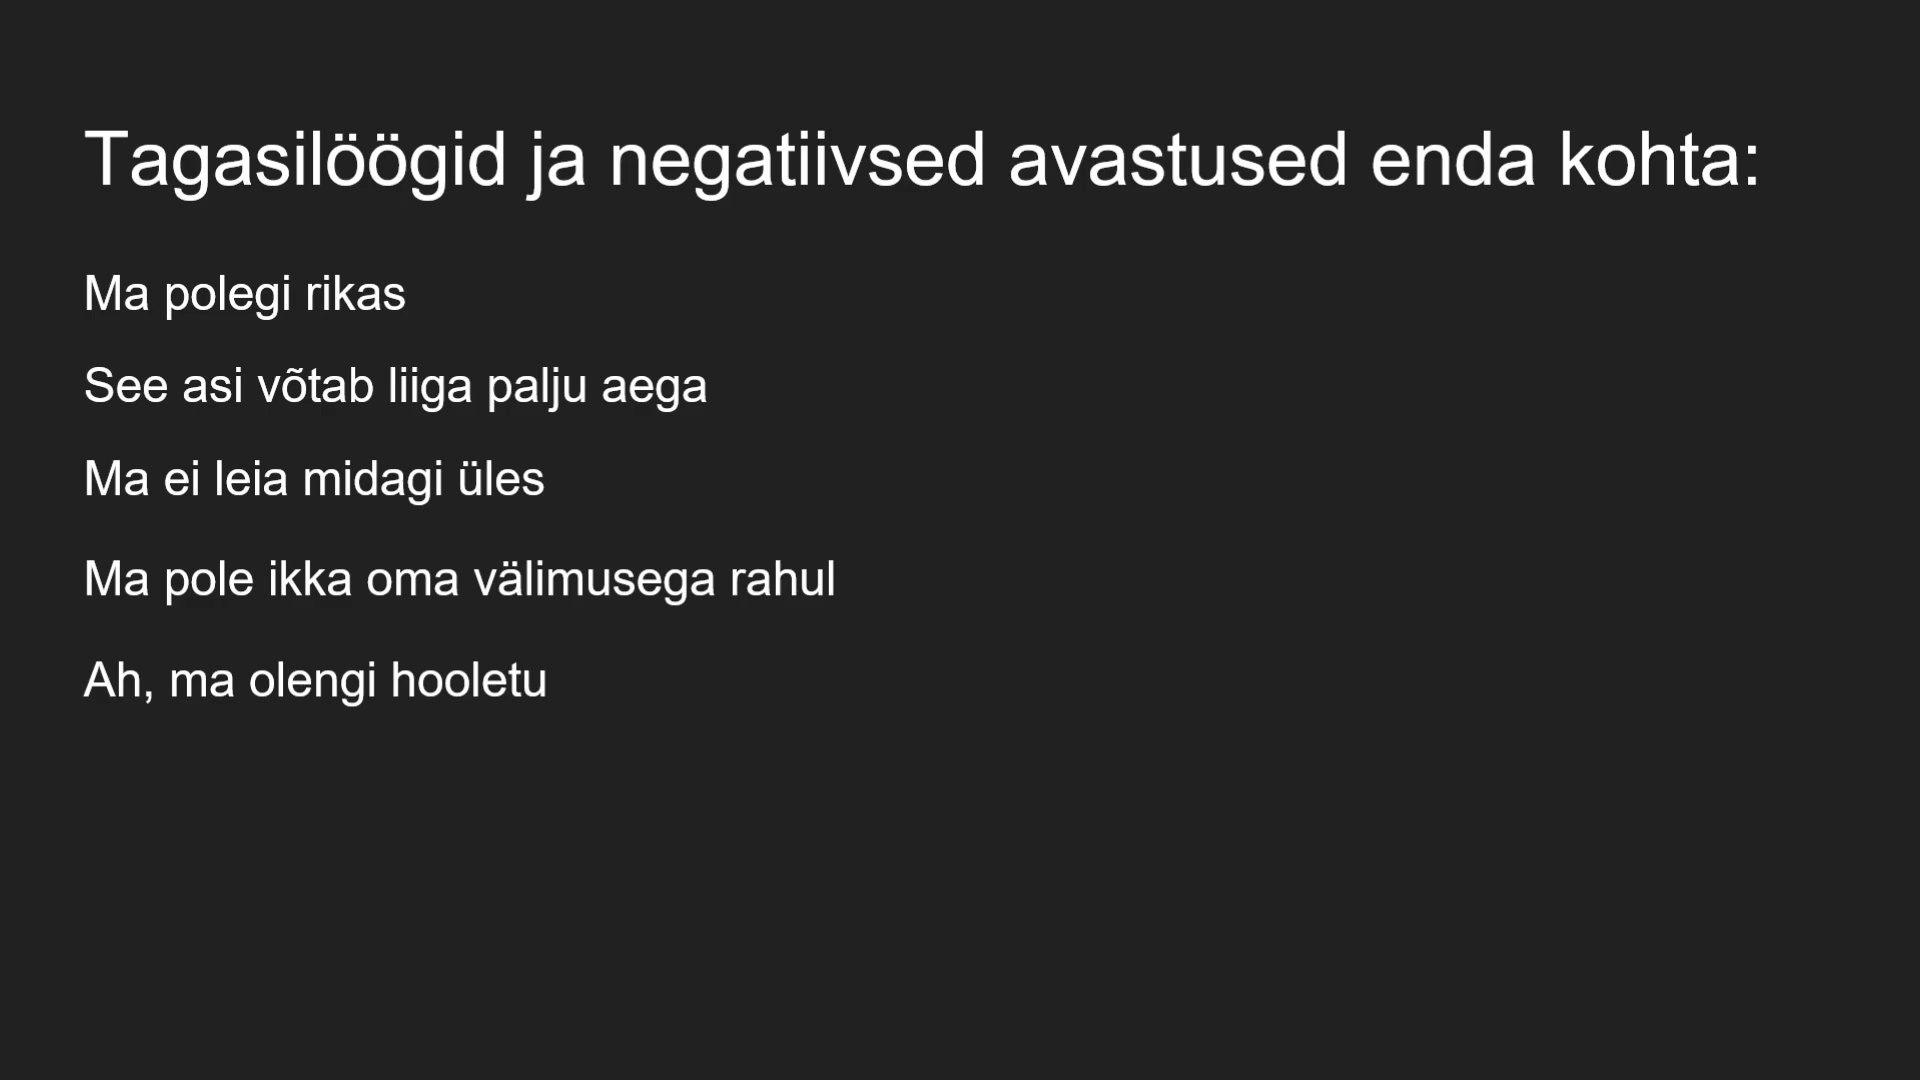 Tagasilöögid ja negatiivsed avastused enda kohta:
Ma polegi rikas
See asi võtab liiga palju aega
Ma ei leia midagi üles
Ma pole ikka oma välimusega rahul
Ah, ma olengi hooletu